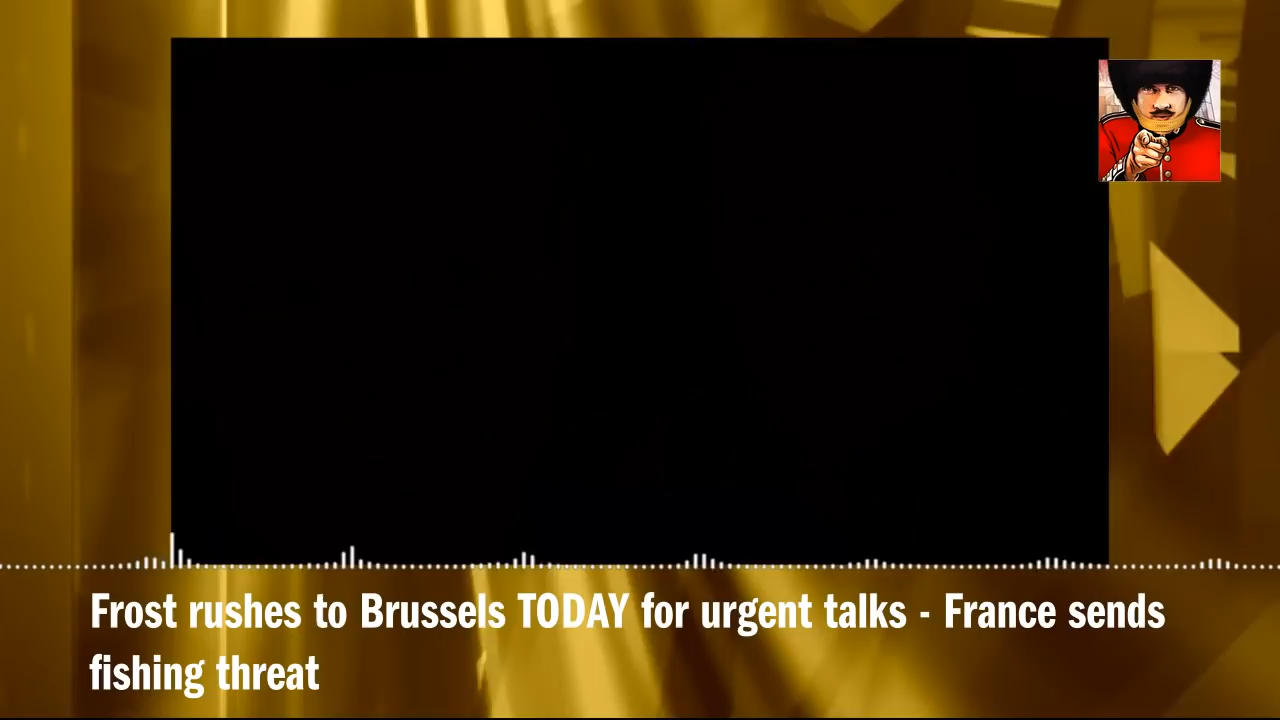 Frost rushes to Brussels TODAY for urgent talks - France sends
fishing threat